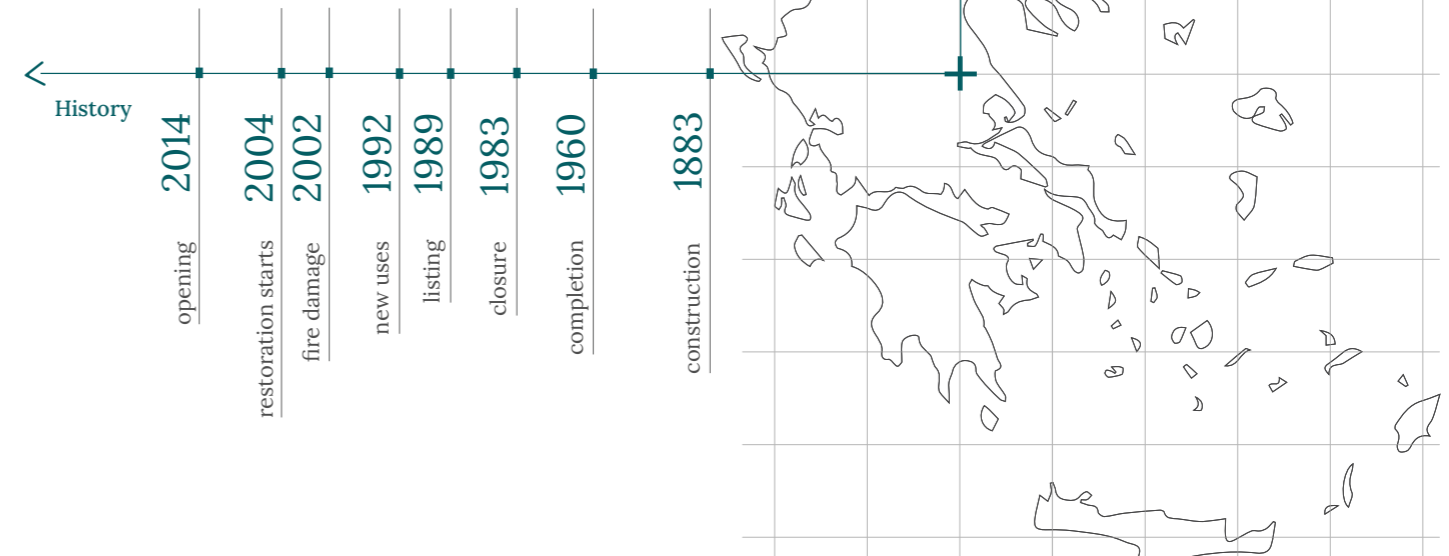 History
2014
opening
2004
restoration starts
2002
fire damage
1992
new uses
1989
listing
1983
closure
1960
completion
1883
construction